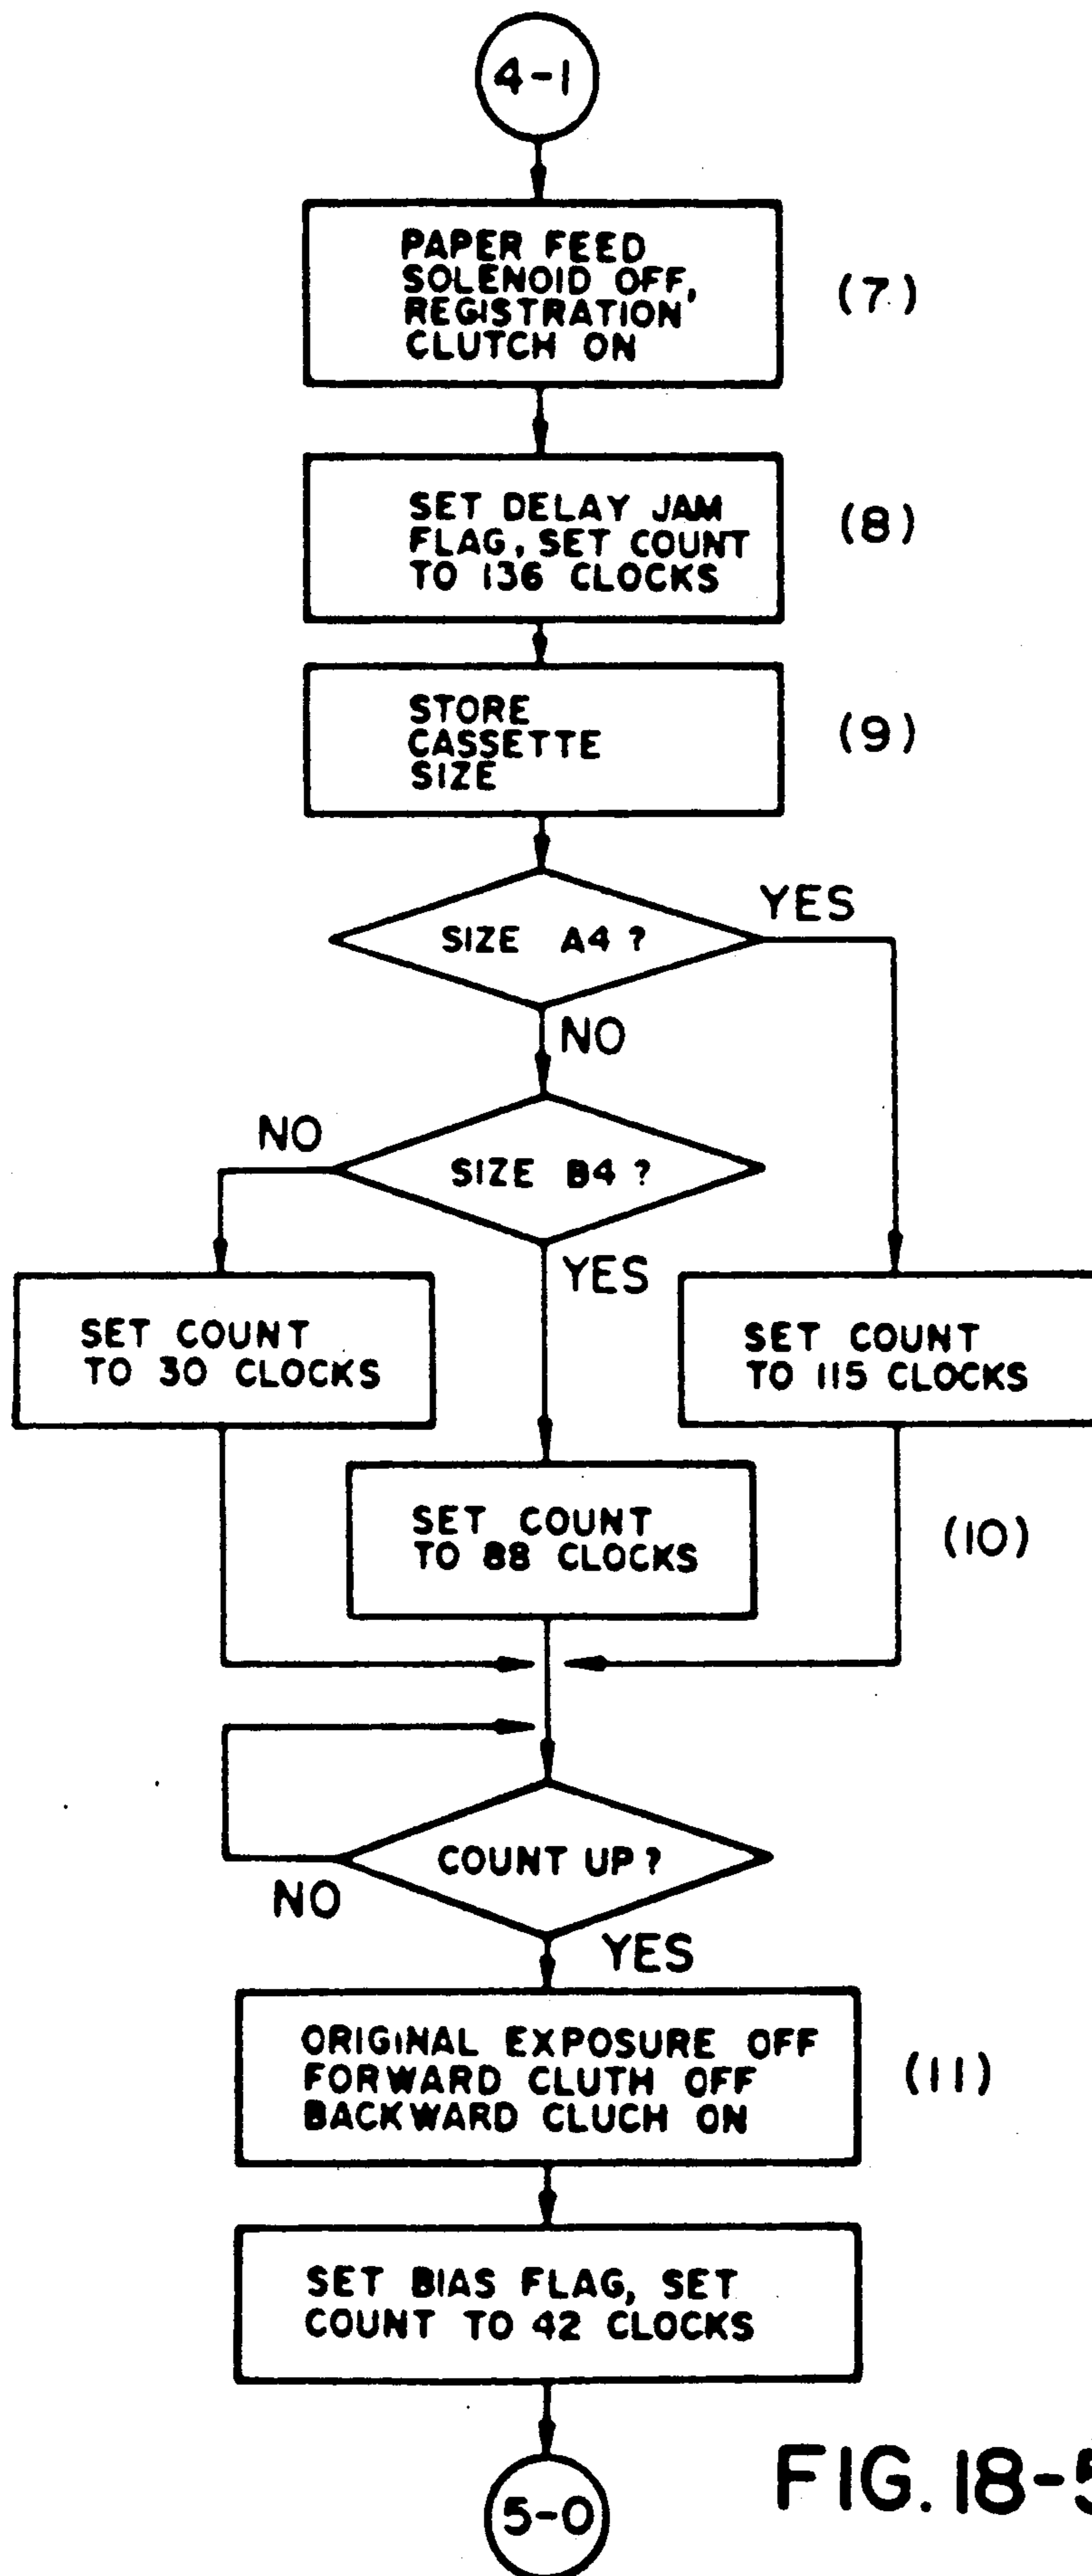 4-1
PAPER FEED
SOLENOID OFF,
REGISTRATION
CLUTCH ON
(7)
SET DELAY JAM
FLAG, SET COUNT
TO 136 CLOCKS
(8)
STORE
CASSETTE
SIZE
(9)
SIZE A4 ?
YES
NO
SIZE B4 ?
NO
YES
SET COUNT
TO 30 CLOCKS
SET COUNT
TO 115 CLOCKS
SET COUNT
TO 88 CLOCKS
(10)
COUNT UP ?
NO
YES
ORIGINAL EXPOSURE OFF
FORWARD CLUTH OFF
BACKWARD CLUCH ON
(11)
SET BIAS FLAG, SET
COUNT TO 42 CLOCKS
5-0
FIG. 18-5